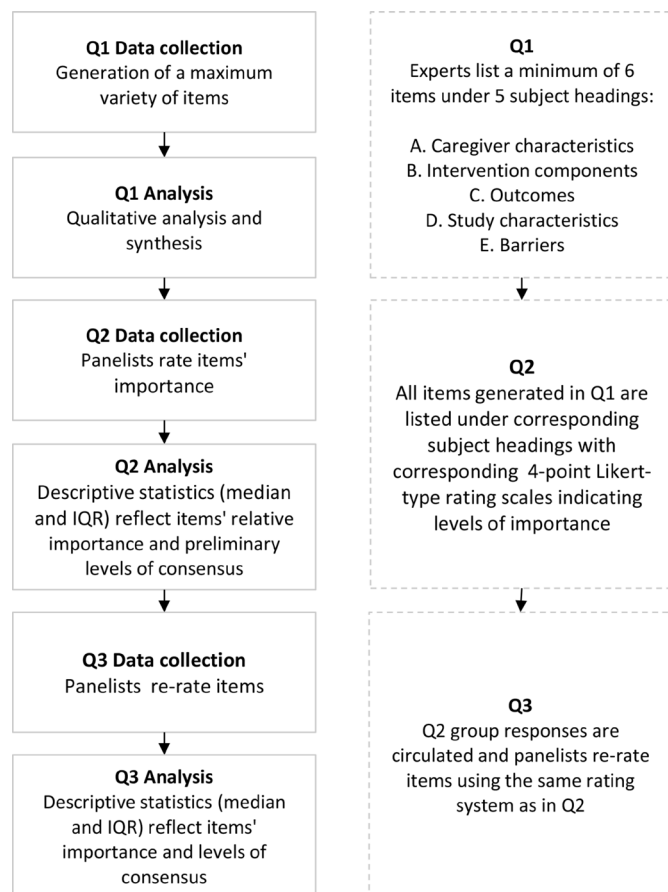 Q1 Data collection
Generation of a maximum
variety of items
Q1 Analysis
Qualitative analysis and
synthesis
Q2 Data collection
Panelists rate items'
importance
Q2 Analysis
Descriptive statistics (median
and IQR) reflect items' relative
importance and preliminary
levels of consensus
Q3 Data collection
Panelists re-rate items
Q3 Analysis
Descriptive statistics (median
and IQR) reflect items'
importance and levels of
consensus
Q1
Experts list a minimum of 6
items under 5 subject headings:
A. Caregiver characteristics
B. Intervention components
C. Outcomes
D. Study characteristics
E. Barriers
Q2
All items generated in Q1 are
listed under corresponding
subject headings with
corresponding 4-point Likert-
type rating scales indicating
levels of importance
Q3
Q2 group responses are
circulated and panelists re-rate
items using the same rating
system as in Q2